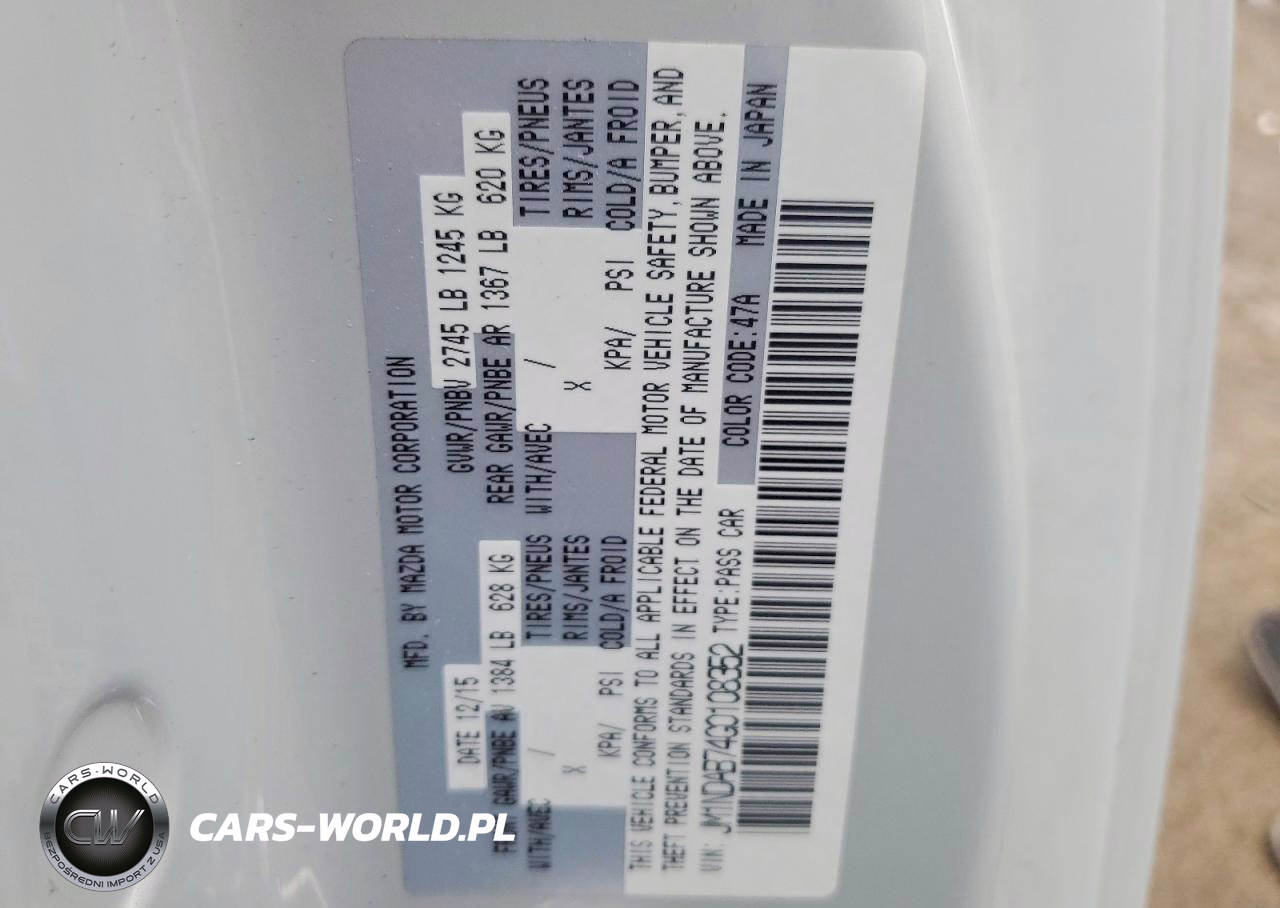 MFD. BY MAZDA MOTOR CORPORATION
DATE 12/15 GVWR/PNBV 2745 LB 1245 KG
GAWR/PNBE AV 1384 LB 628 KG REAR GAWR/PNBE AR 1367 LB 620 KG
WITH/AVEC / TIRES/PNEUS WITH/AVEC / TIRES/PNEUS
X RIMS/JANTES X RIMS/JANTES
KPA/ PSI COLD/A FROID KPA/ PSI COLD/A FROID
THIS VEHICLE CONFORMS TO ALL APPLICABLE FEDERAL MOTOR VEHICLE SAFETY, BUMPER, AND
THEFT PREVENTION STANDARDS IN EFFECT ON THE DATE OF MANUFACTURE SHOWN ABOVE.
VIN: JM1NDAB74G0108352 TYPE:PASS CAR COLOR CODE:47A MADE IN JAPAN
CARS-WORLD
CW
BEZPOŚREDNI IMPORT Z USA
CARS-WORLD.PL